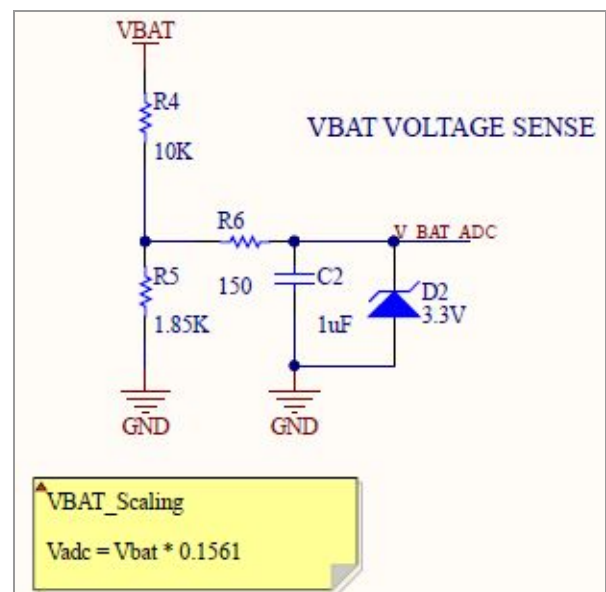 VBAT
R4
10K
VBAT VOLTAGE SENSE
R6
150
V_BAT_ADC
R5
1.85K
C2
1uF
D2
3.3V
GND
GND
VBAT_Scaling
Vadc = Vbat * 0.1561